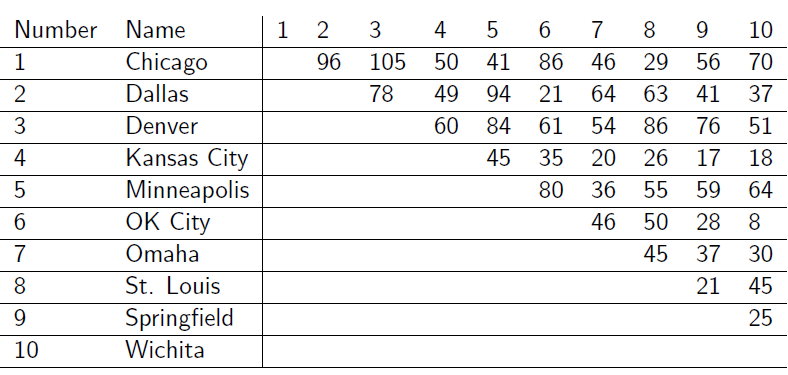 Number Name 1 2 3 4 5 6 7 8 9 10
1 Chicago 96 105 50 41 86 46 29 56 70
2 Dallas 78 49 94 21 64 63 41 37
3 Denver 60 84 61 54 86 76 51
4 Kansas City 45 35 20 26 17 18
5 Minneapolis 80 36 55 59 64
6 OK City 46 50 28 8
7 Omaha 45 37 30
8 St. Louis 21 45
9 Springfield 25
10 Wichita